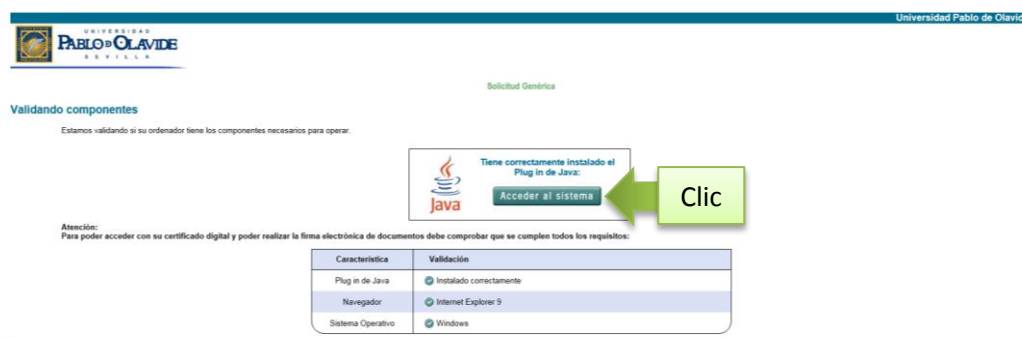 Universidad Pablo de Olavid
UNIVERSIDAD
PABLO DE OLAVIDE
SEVILLA
Solicitud Genérica
Validando componentes
Estamos validando si su ordenador tiene los componentes necesarios para operar.
Tiene correctamente instalado el
Plug in de Java:
Java
Acceder al sistema
Clic
Atención:
Para poder acceder con su certificado digital y poder realizar la firma electrónica de documentos debe comprobar que se cumplen todos los requisitos:
Característica Validación
Plug in de Java Instalado correctamente
Navegador Internet Explorer 9
Sistema Operativo Windows